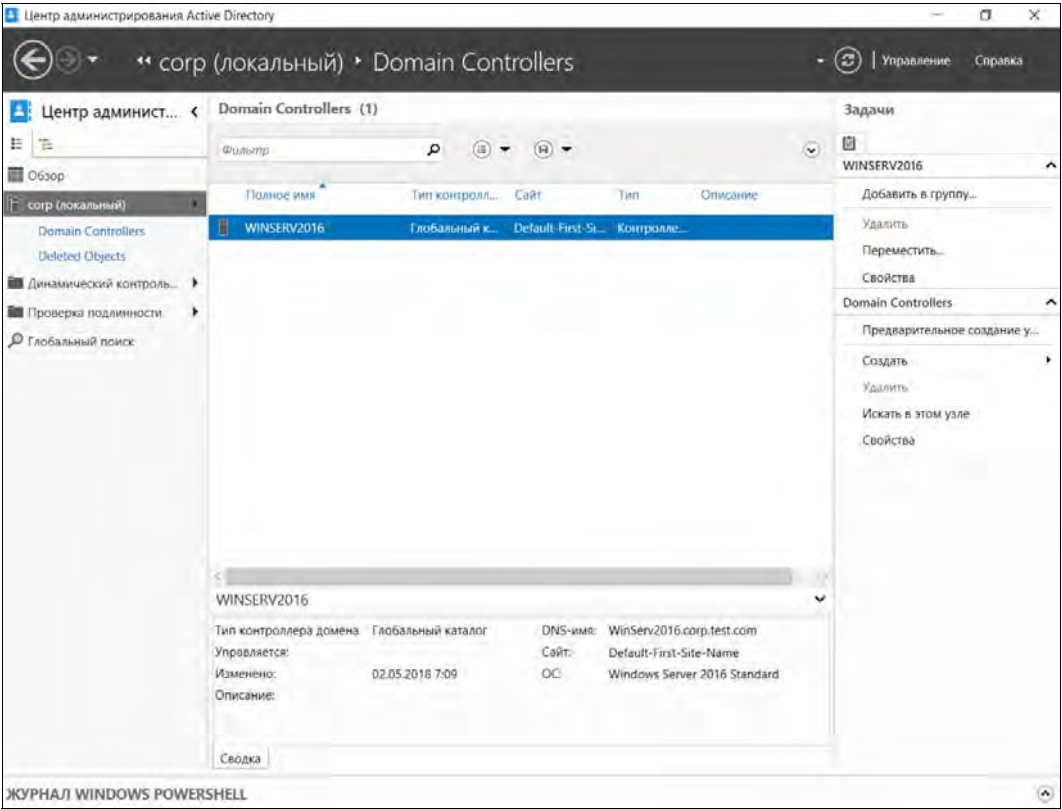 Центр администрирования Active Directory
corp (локальный) Domain Controllers
Управление Справка
Центр админист...
Обзор
corp (локальный)
Domain Controllers
Deleted Objects
Динамический контроль...
Проверка подлинности
Глобальный поиск
Domain Controllers (1)
Фильтр
Полное имя Тип контролл... Сайт Тип Описание
WINSERV2016 Глобальный к... Default-First-Si... Контролле...
WINSERV2016
Тип контроллера домена Глобальный каталог DNS-имя: WinServ2016.corp.test.com
Управляется: Сайт: Default-First-Site-Name
Изменено: 02.05.2018 7:09 ОС: Windows Server 2016 Standard
Описание:
Сводка
Задачи
WINSERV2016
Добавить в группу...
Удалить
Переместить...
Свойства
Domain Controllers
Предварительное создание у...
Создать
Удалить
Искать в этом узле
Свойства
ЖУРНАЛ WINDOWS POWERSHELL